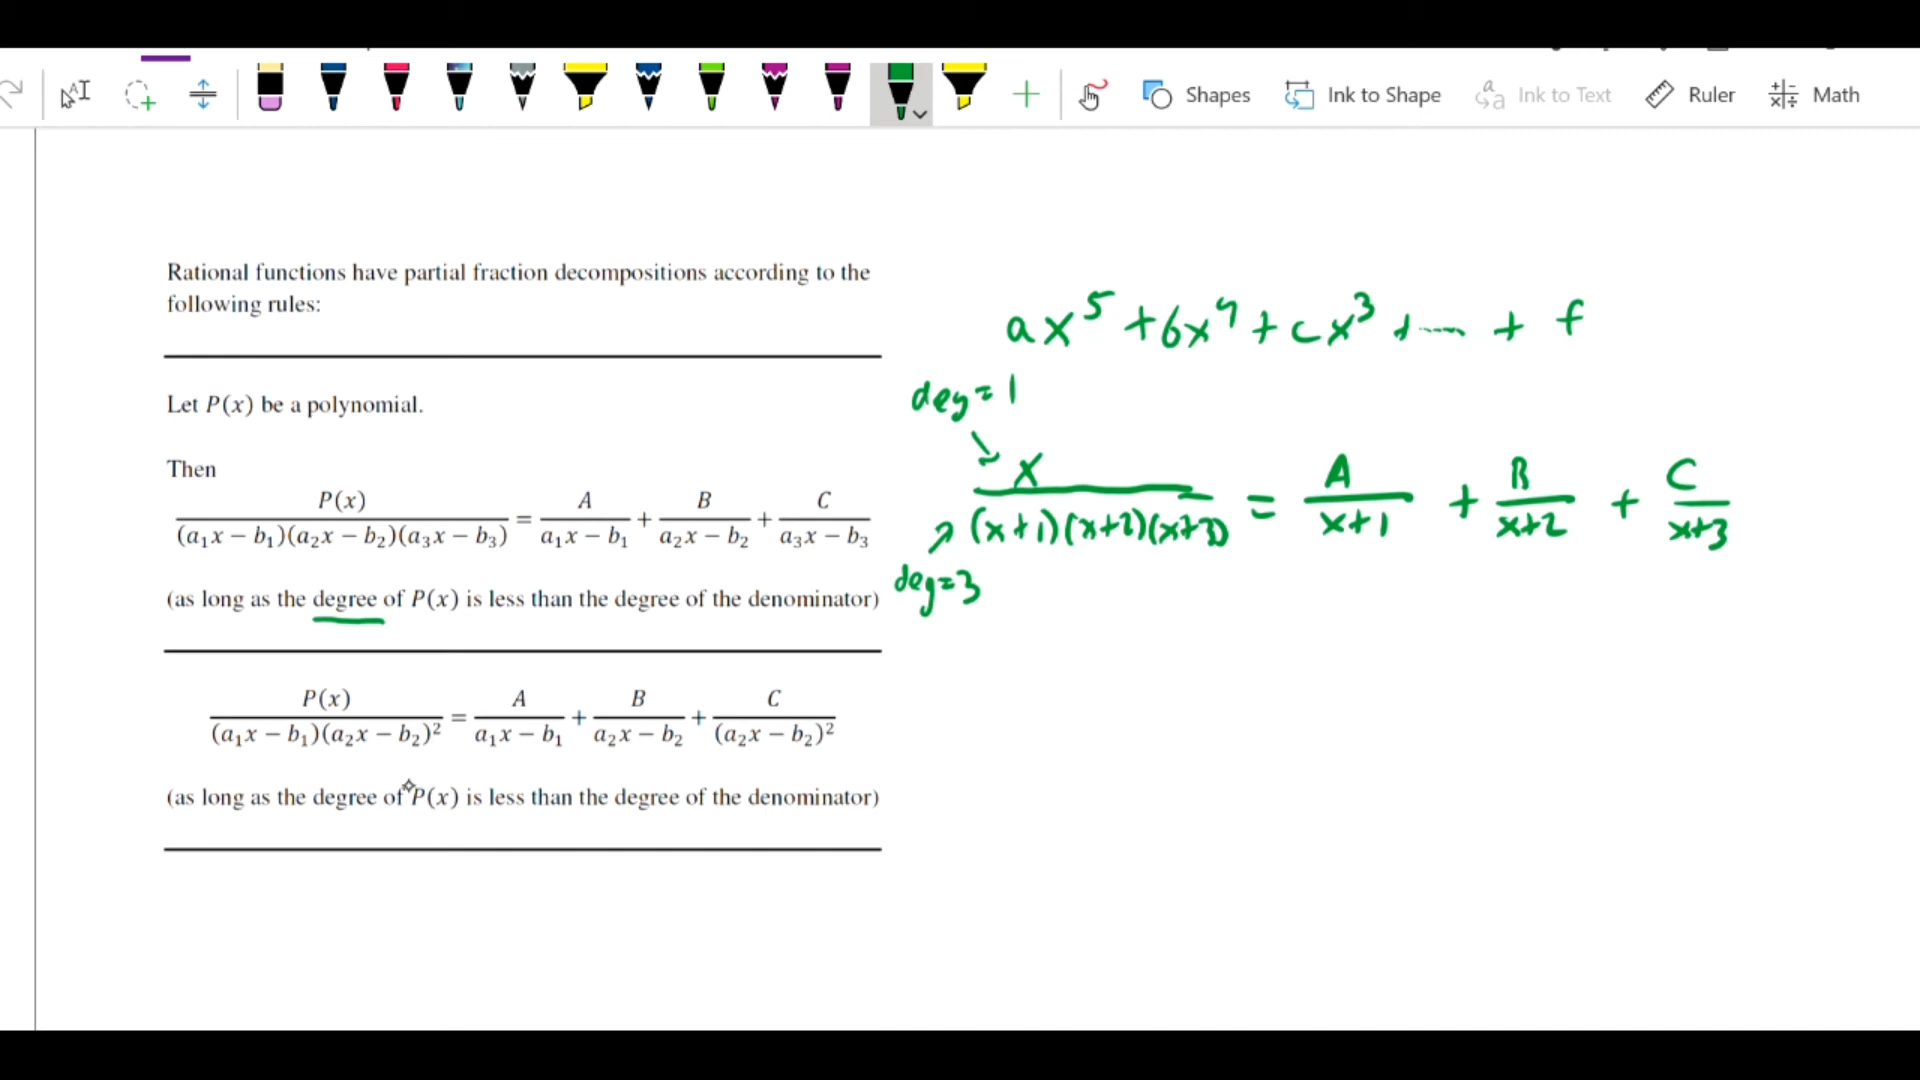 Shapes Ink to Shape Ink to Text Ruler Math
Rational functions have partial fraction decompositions according to the
following rules:
Let P(x) be a polynomial.
Then
P(x)/((a₁x − b₁)(a₂x − b₂)(a₃x − b₃)) = A/(a₁x − b₁) + B/(a₂x − b₂) + C/(a₃x − b₃)
(as long as the degree of P(x) is less than the degree of the denominator)
P(x)/((a₁x − b₁)(a₂x − b₂)²) = A/(a₁x − b₁) + B/(a₂x − b₂) + C/(a₂x − b₂)²
(as long as the degree of P(x) is less than the degree of the denominator)
ax⁵ + bx⁴ + cx³ + ... + f
deg = 1
x/((x+1)(x+2)(x+3)) = A/(x+1) + B/(x+2) + C/(x+3)
deg = 3